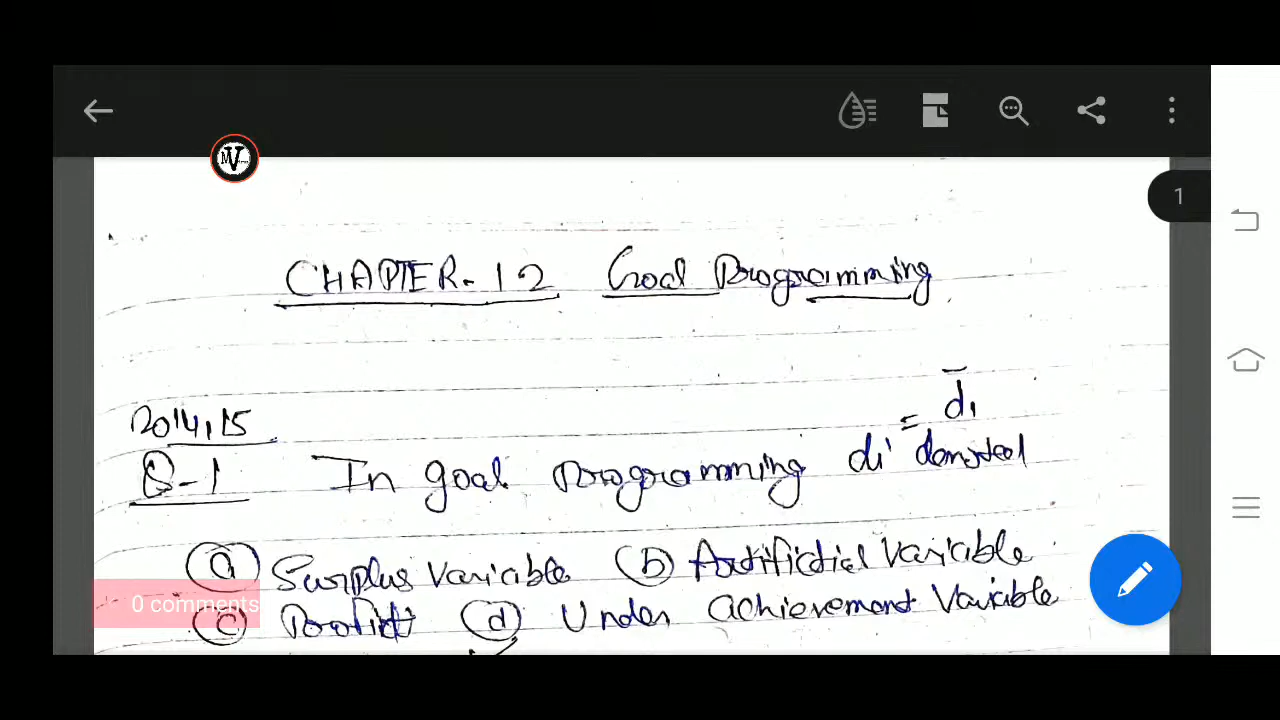 1
CHAPTER-12 Goal Programming
2014,15
= d̄₁
Q-1 In goal Programming di denoted
(a) Surplus Variable (b) Artifictial Variable
0 comments
(c) Profit (d) Under achievement Variable